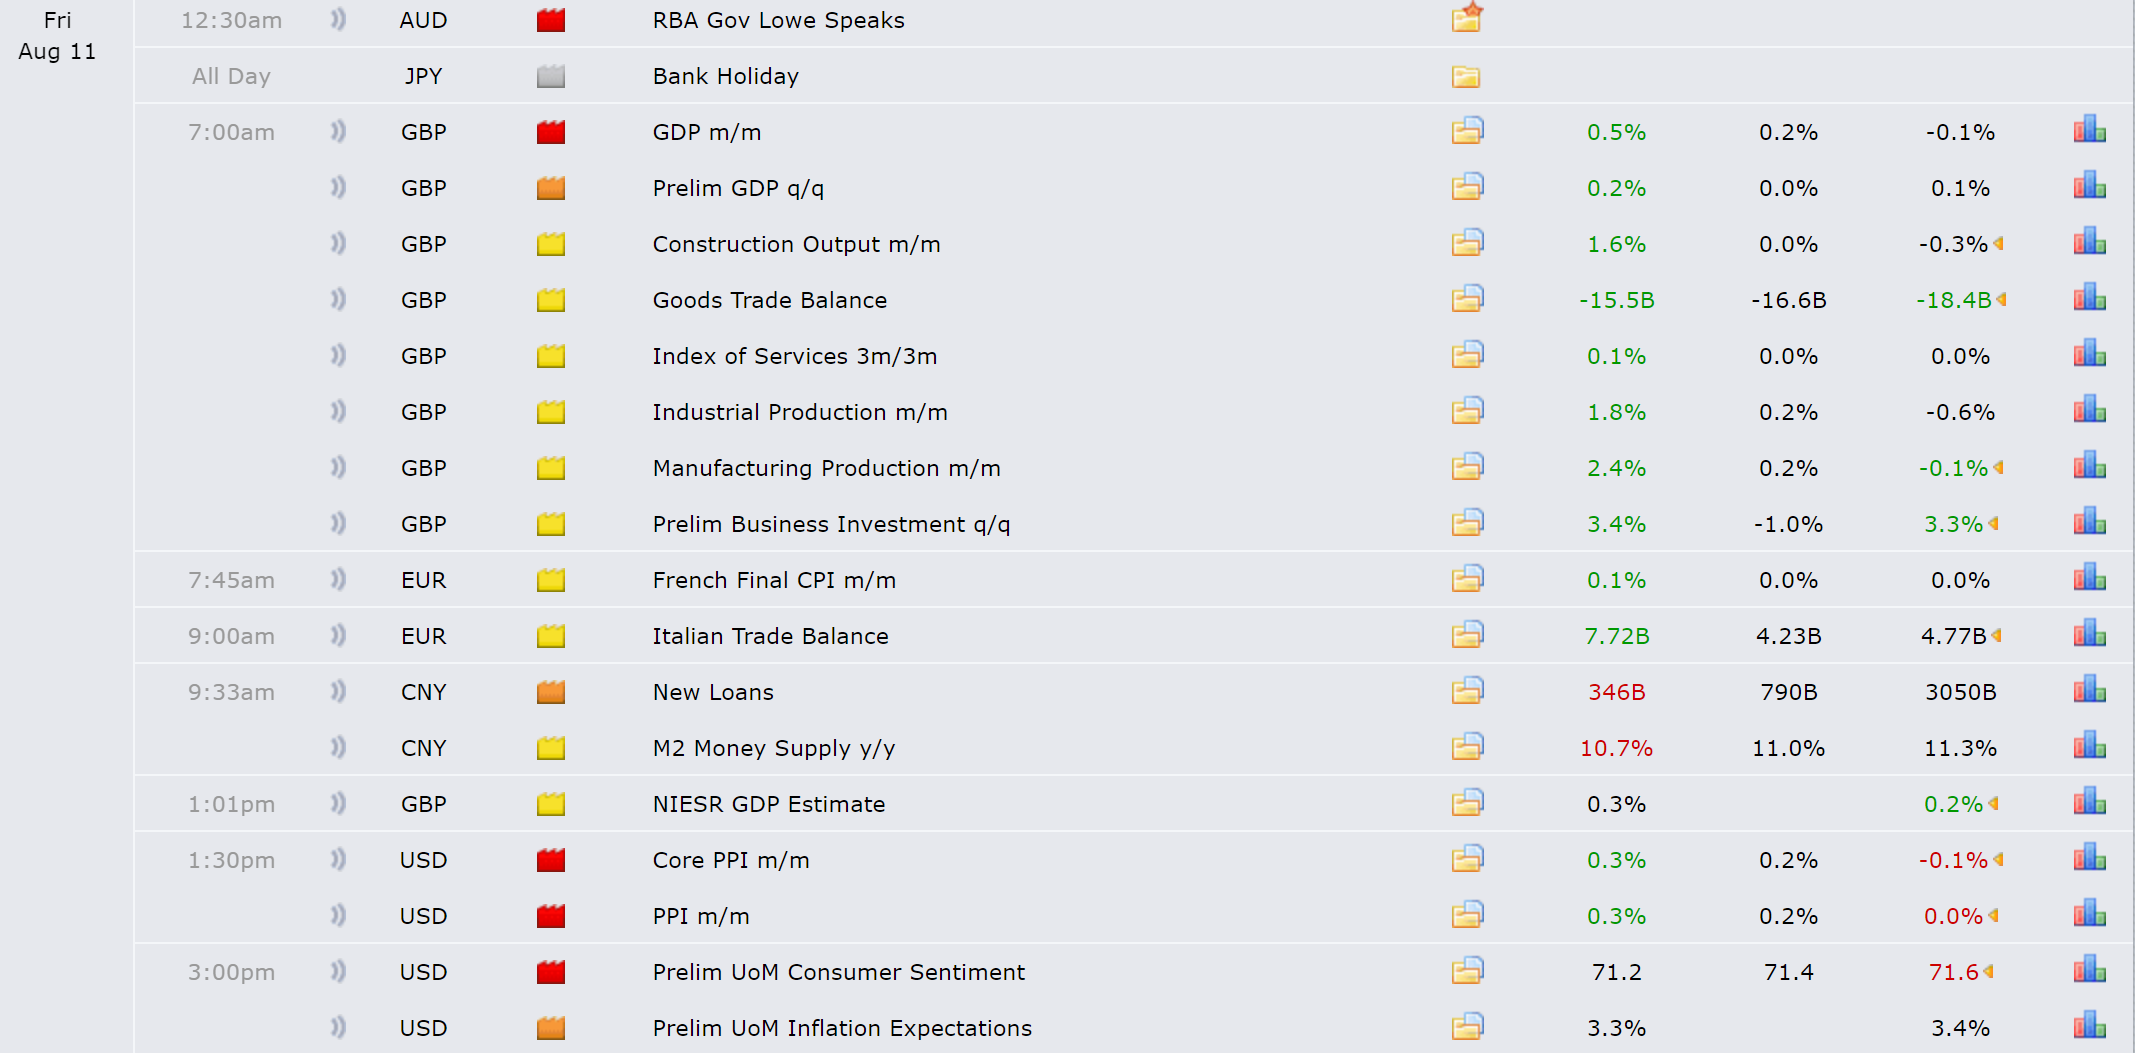 Fri
Aug 11
12:30am AUD RBA Gov Lowe Speaks
All Day JPY Bank Holiday
7:00am GBP GDP m/m 0.5% 0.2% -0.1%
GBP Prelim GDP q/q 0.2% 0.0% 0.1%
GBP Construction Output m/m 1.6% 0.0% -0.3%
GBP Goods Trade Balance -15.5B -16.6B -18.4B
GBP Index of Services 3m/3m 0.1% 0.0% 0.0%
GBP Industrial Production m/m 1.8% 0.2% -0.6%
GBP Manufacturing Production m/m 2.4% 0.2% -0.1%
GBP Prelim Business Investment q/q 3.4% -1.0% 3.3%
7:45am EUR French Final CPI m/m 0.1% 0.0% 0.0%
9:00am EUR Italian Trade Balance 7.72B 4.23B 4.77B
9:33am CNY New Loans 346B 790B 3050B
CNY M2 Money Supply y/y 10.7% 11.0% 11.3%
1:01pm GBP NIESR GDP Estimate 0.3% 0.2%
1:30pm USD Core PPI m/m 0.3% 0.2% -0.1%
USD PPI m/m 0.3% 0.2% 0.0%
3:00pm USD Prelim UoM Consumer Sentiment 71.2 71.4 71.6
USD Prelim UoM Inflation Expectations 3.3% 3.4%